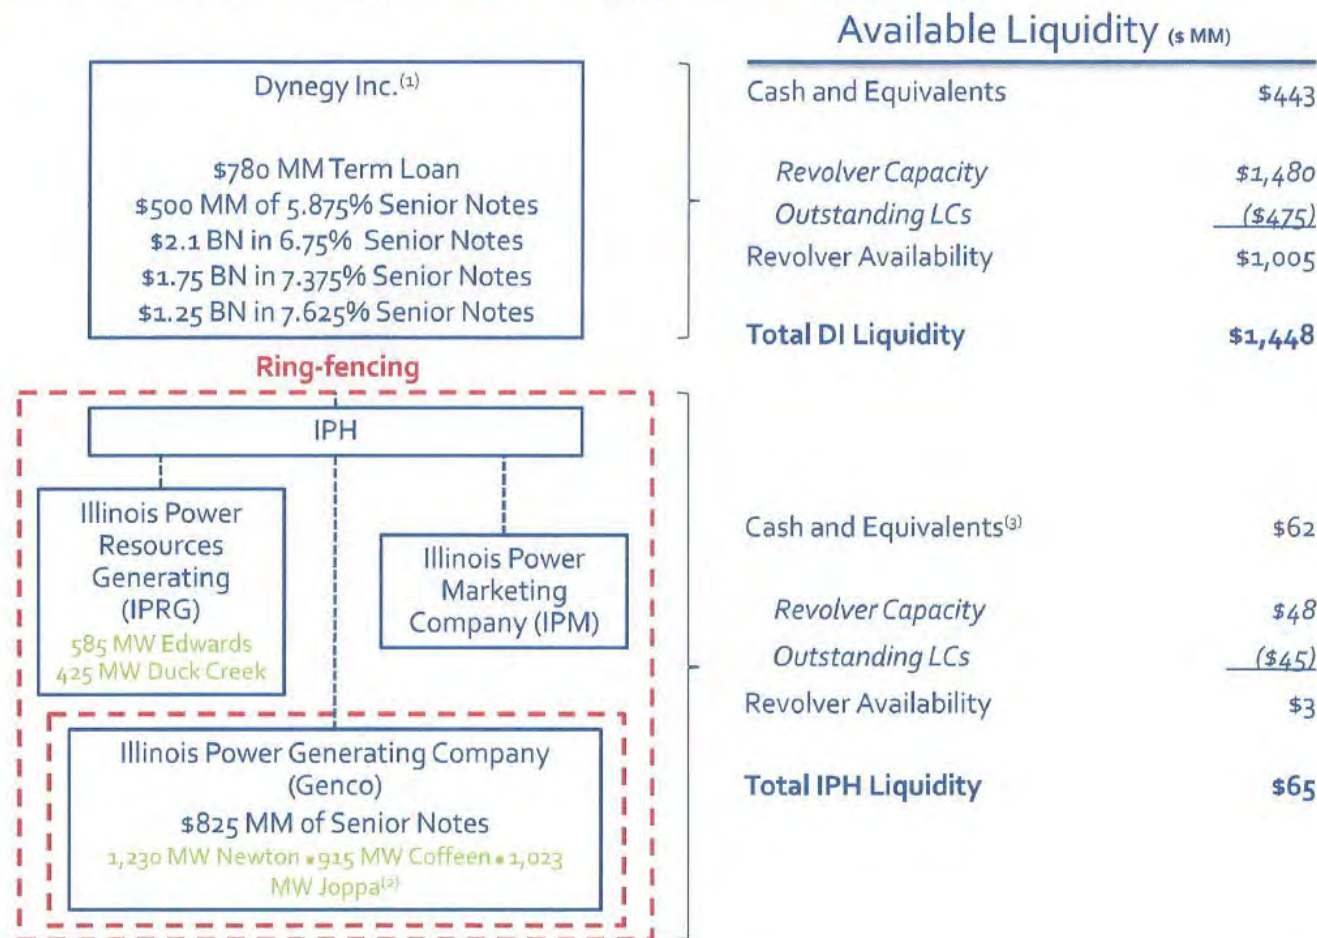 Available Liquidity ($ MM)
Dynegy Inc.(1)
$780 MM Term Loan
$500 MM of 5.875% Senior Notes
$2.1 BN in 6.75% Senior Notes
$1.75 BN in 7.375% Senior Notes
$1.25 BN in 7.625% Senior Notes
Cash and Equivalents $443
Revolver Capacity $1,480
Outstanding LCs ($475)
Revolver Availability $1,005
Total DI Liquidity $1,448
Ring-fencing
IPH
Illinois Power
Resources
Generating
(IPRG)
585 MW Edwards
425 MW Duck Creek
Illinois Power
Marketing
Company (IPM)
Illinois Power Generating Company
(Genco)
$825 MM of Senior Notes
1,230 MW Newton • 915 MW Coffeen • 1,023
MW Joppa(2)
Cash and Equivalents(3) $62
Revolver Capacity $48
Outstanding LCs ($45)
Revolver Availability $3
Total IPH Liquidity $65